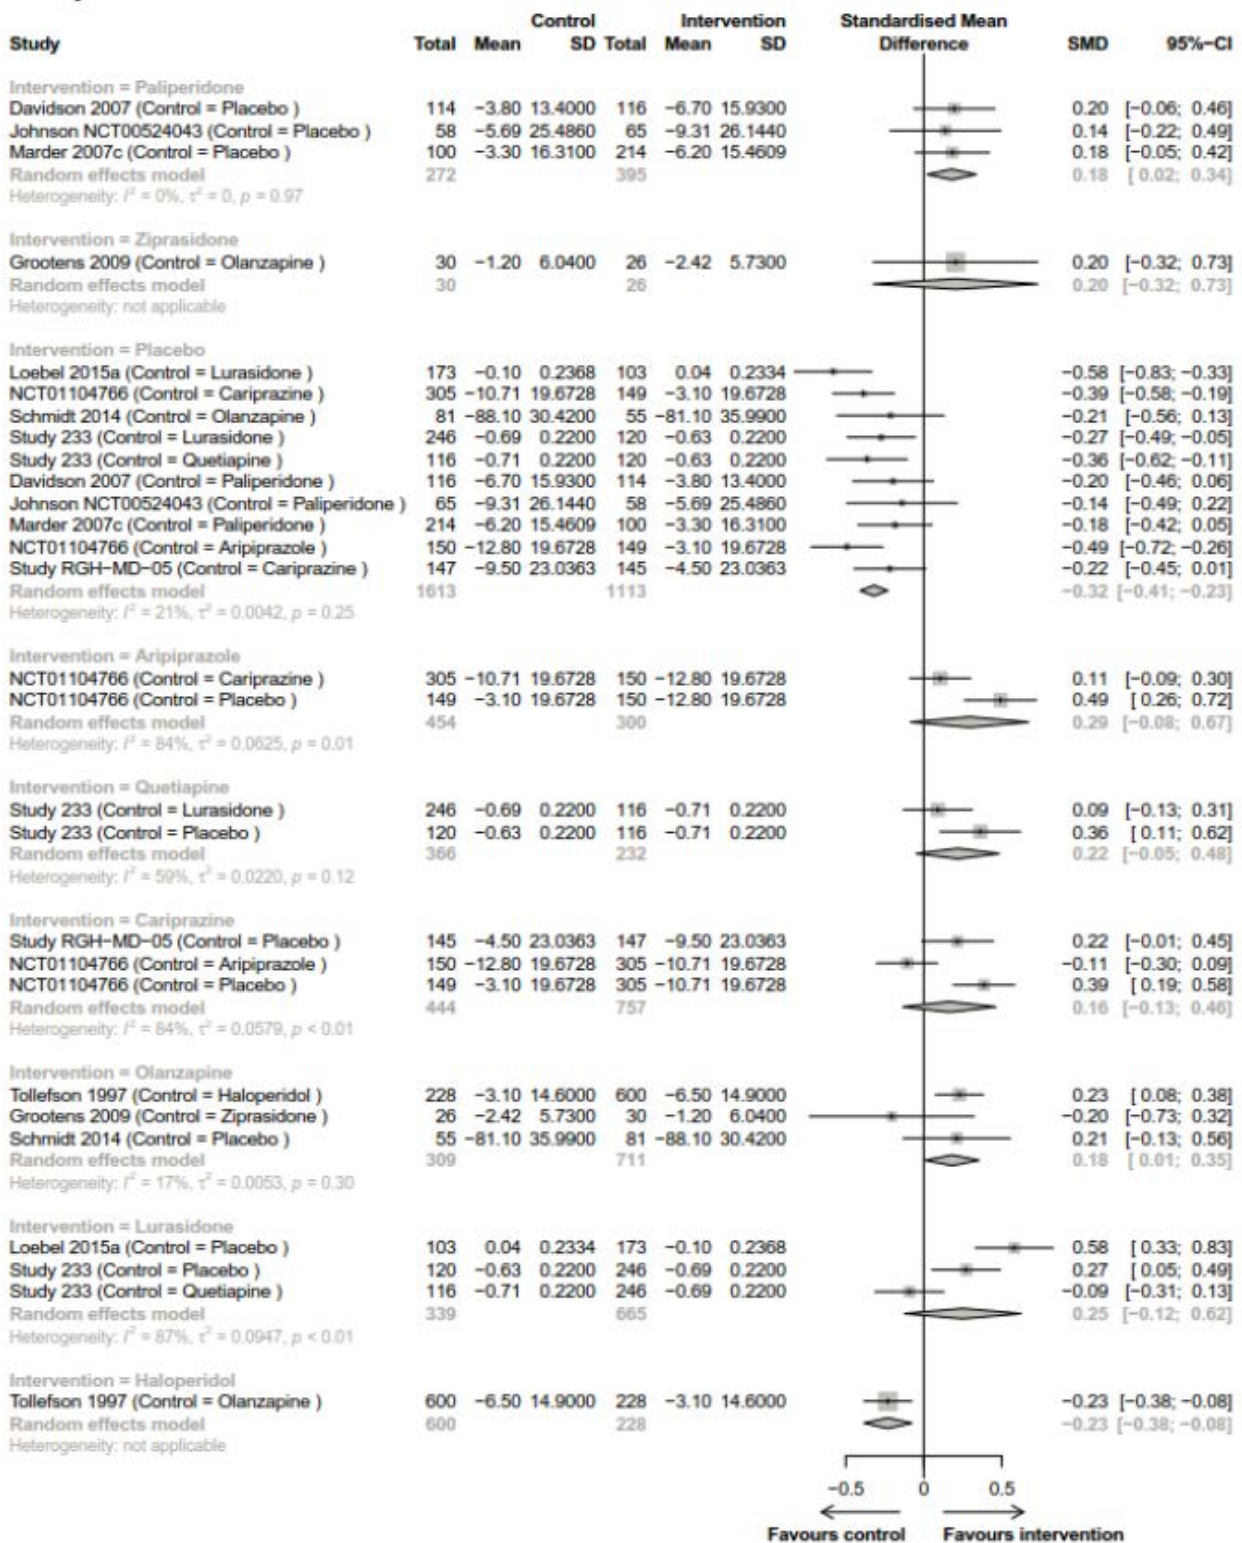 Control Intervention Standardised Mean
Study Total Mean SD Total Mean SD Difference SMD 95%−CI
Intervention = Paliperidone
Davidson 2007 (Control = Placebo ) 114 −3.80 13.4000 116 −6.70 15.9300 0.20 [−0.06; 0.46]
Johnson NCT00524043 (Control = Placebo ) 58 −5.69 25.4860 65 −9.31 26.1440 0.14 [−0.22; 0.49]
Marder 2007c (Control = Placebo ) 100 −3.30 16.3100 214 −6.20 15.4609 0.18 [−0.05; 0.42]
Random effects model 272 395 0.18 [ 0.02; 0.34]
Heterogeneity: I² = 0%, τ² = 0, p = 0.97
Intervention = Ziprasidone
Grootens 2009 (Control = Olanzapine ) 30 −1.20 6.0400 26 −2.42 5.7300 0.20 [−0.32; 0.73]
Random effects model 30 26 0.20 [−0.32; 0.73]
Heterogeneity: not applicable
Intervention = Placebo
Loebel 2015a (Control = Lurasidone ) 173 −0.10 0.2368 103 0.04 0.2334 −0.58 [−0.83; −0.33]
NCT01104766 (Control = Cariprazine ) 305 −10.71 19.6728 149 −3.10 19.6728 −0.39 [−0.58; −0.19]
Schmidt 2014 (Control = Olanzapine ) 81 −88.10 30.4200 55 −81.10 35.9900 −0.21 [−0.56; 0.13]
Study 233 (Control = Lurasidone ) 246 −0.69 0.2200 120 −0.63 0.2200 −0.27 [−0.49; −0.05]
Study 233 (Control = Quetiapine ) 116 −0.71 0.2200 120 −0.63 0.2200 −0.36 [−0.62; −0.11]
Davidson 2007 (Control = Paliperidone ) 116 −6.70 15.9300 114 −3.80 13.4000 −0.20 [−0.46; 0.06]
Johnson NCT00524043 (Control = Paliperidone ) 65 −9.31 26.1440 58 −5.69 25.4860 −0.14 [−0.49; 0.22]
Marder 2007c (Control = Paliperidone ) 214 −6.20 15.4609 100 −3.30 16.3100 −0.18 [−0.42; 0.05]
NCT01104766 (Control = Aripiprazole ) 150 −12.80 19.6728 149 −3.10 19.6728 −0.49 [−0.72; −0.26]
Study RGH−MD−05 (Control = Cariprazine ) 147 −9.50 23.0363 145 −4.50 23.0363 −0.22 [−0.45; 0.01]
Random effects model 1613 1113 −0.32 [−0.41; −0.23]
Heterogeneity: I² = 21%, τ² = 0.0042, p = 0.25
Intervention = Aripiprazole
NCT01104766 (Control = Cariprazine ) 305 −10.71 19.6728 150 −12.80 19.6728 0.11 [−0.09; 0.30]
NCT01104766 (Control = Placebo ) 149 −3.10 19.6728 150 −12.80 19.6728 0.49 [ 0.26; 0.72]
Random effects model 454 300 0.29 [−0.08; 0.67]
Heterogeneity: I² = 84%, τ² = 0.0625, p = 0.01
Intervention = Quetiapine
Study 233 (Control = Lurasidone ) 246 −0.69 0.2200 116 −0.71 0.2200 0.09 [−0.13; 0.31]
Study 233 (Control = Placebo ) 120 −0.63 0.2200 116 −0.71 0.2200 0.36 [ 0.11; 0.62]
Random effects model 366 232 0.22 [−0.05; 0.48]
Heterogeneity: I² = 59%, τ² = 0.0220, p = 0.12
Intervention = Cariprazine
Study RGH−MD−05 (Control = Placebo ) 145 −4.50 23.0363 147 −9.50 23.0363 0.22 [−0.01; 0.45]
NCT01104766 (Control = Aripiprazole ) 150 −12.80 19.6728 305 −10.71 19.6728 −0.11 [−0.30; 0.09]
NCT01104766 (Control = Placebo ) 149 −3.10 19.6728 305 −10.71 19.6728 0.39 [ 0.19; 0.58]
Random effects model 444 757 0.16 [−0.13; 0.46]
Heterogeneity: I² = 84%, τ² = 0.0579, p < 0.01
Intervention = Olanzapine
Tollefson 1997 (Control = Haloperidol ) 228 −3.10 14.6000 600 −6.50 14.9000 0.23 [ 0.08; 0.38]
Grootens 2009 (Control = Ziprasidone ) 26 −2.42 5.7300 30 −1.20 6.0400 −0.20 [−0.73; 0.32]
Schmidt 2014 (Control = Placebo ) 55 −81.10 35.9900 81 −88.10 30.4200 0.21 [−0.13; 0.56]
Random effects model 309 711 0.18 [ 0.01; 0.35]
Heterogeneity: I² = 17%, τ² = 0.0053, p = 0.30
Intervention = Lurasidone
Loebel 2015a (Control = Placebo ) 103 0.04 0.2334 173 −0.10 0.2368 0.58 [ 0.33; 0.83]
Study 233 (Control = Placebo ) 120 −0.63 0.2200 246 −0.69 0.2200 0.27 [ 0.05; 0.49]
Study 233 (Control = Quetiapine ) 116 −0.71 0.2200 246 −0.69 0.2200 −0.09 [−0.31; 0.13]
Random effects model 339 665 0.25 [−0.12; 0.62]
Heterogeneity: I² = 87%, τ² = 0.0947, p < 0.01
Intervention = Haloperidol
Tollefson 1997 (Control = Olanzapine ) 600 −6.50 14.9000 228 −3.10 14.6000 −0.23 [−0.38; −0.08]
Random effects model 600 228 −0.23 [−0.38; −0.08]
Heterogeneity: not applicable
−0.5 0 0.5
Favours control Favours intervention